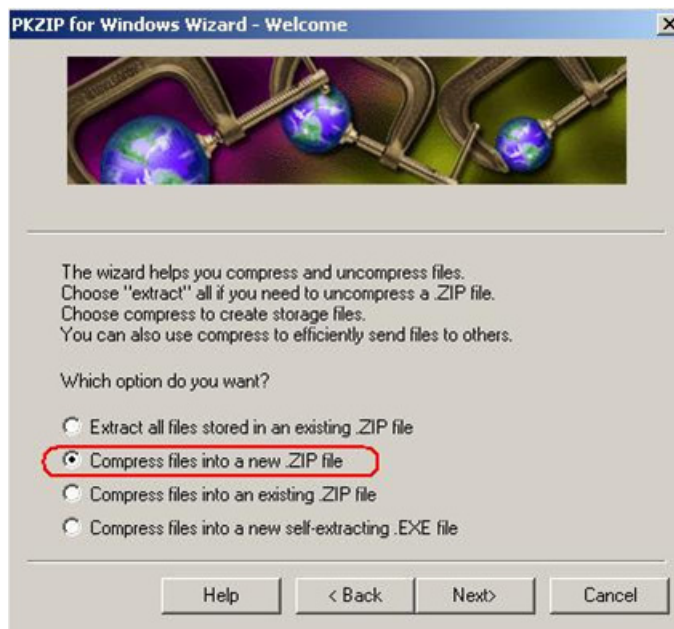 PKZIP for Windows Wizard - Welcome
The wizard helps you compress and uncompress files.
Choose "extract" all if you need to uncompress a .ZIP file.
Choose compress to create storage files.
You can also use compress to efficiently send files to others.
Which option do you want?
Extract all files stored in an existing .ZIP file
Compress files into a new .ZIP file
Compress files into an existing .ZIP file
Compress files into a new self-extracting .EXE file
Help < Back Next> Cancel